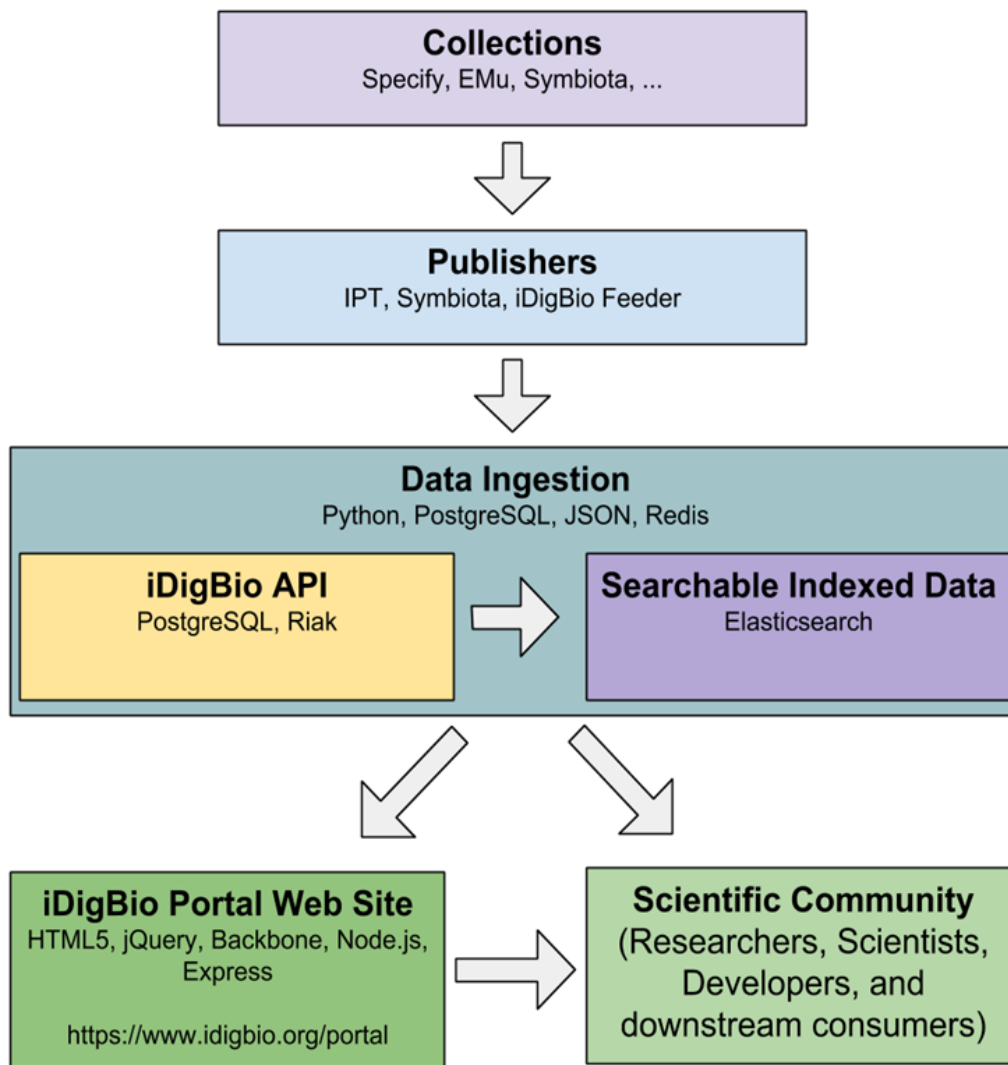 Collections
Specify, EMu, Symbiota, ...
Publishers
IPT, Symbiota, iDigBio Feeder
Data Ingestion
Python, PostgreSQL, JSON, Redis
iDigBio API
PostgreSQL, Riak
Searchable Indexed Data
Elasticsearch
iDigBio Portal Web Site
HTML5, jQuery, Backbone, Node.js,
Express
https://www.idigbio.org/portal
Scientific Community
(Researchers, Scientists,
Developers, and
downstream consumers)